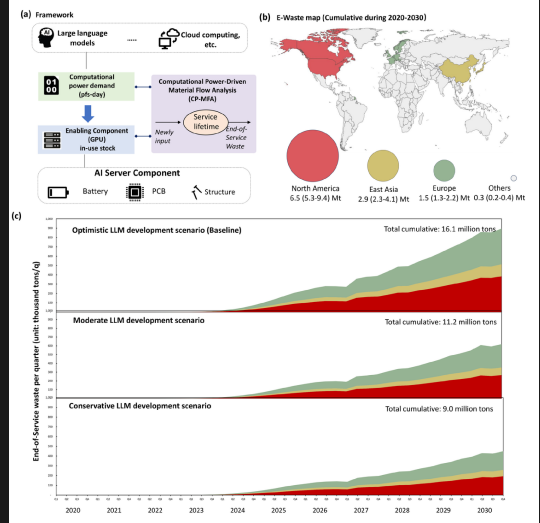 (a) Framework
AI
Large language models
......
Cloud computing, etc.
01
00
Computational power demand (pfs-day)
Computational Power-Driven Material Flow Analysis (CP-MFA)
Service lifetime
Newly input
End-of-Service Waste
Enabling Component (GPU) in-use stock
AI Server Component
Battery
PCB
Structure
(b) E-Waste map (Cumulative during 2020-2030)
North America
6.5 (5.3-9.4) Mt
East Asia
2.9 (2.3-4.1) Mt
Europe
1.5 (1.3-2.2) Mt
Others
0.3 (0.2-0.4) Mt
(c)
End-of-Service waste per quarter (unit: thousand tons/q)
Optimistic LLM development scenario (Baseline)
Total cumulative: 16.1 million tons
Moderate LLM development scenario
Total cumulative: 11.2 million tons
Conservative LLM development scenario
Total cumulative: 9.0 million tons
2020 2021 2022 2023 2024 2025 2026 2027 2028 2029 2030